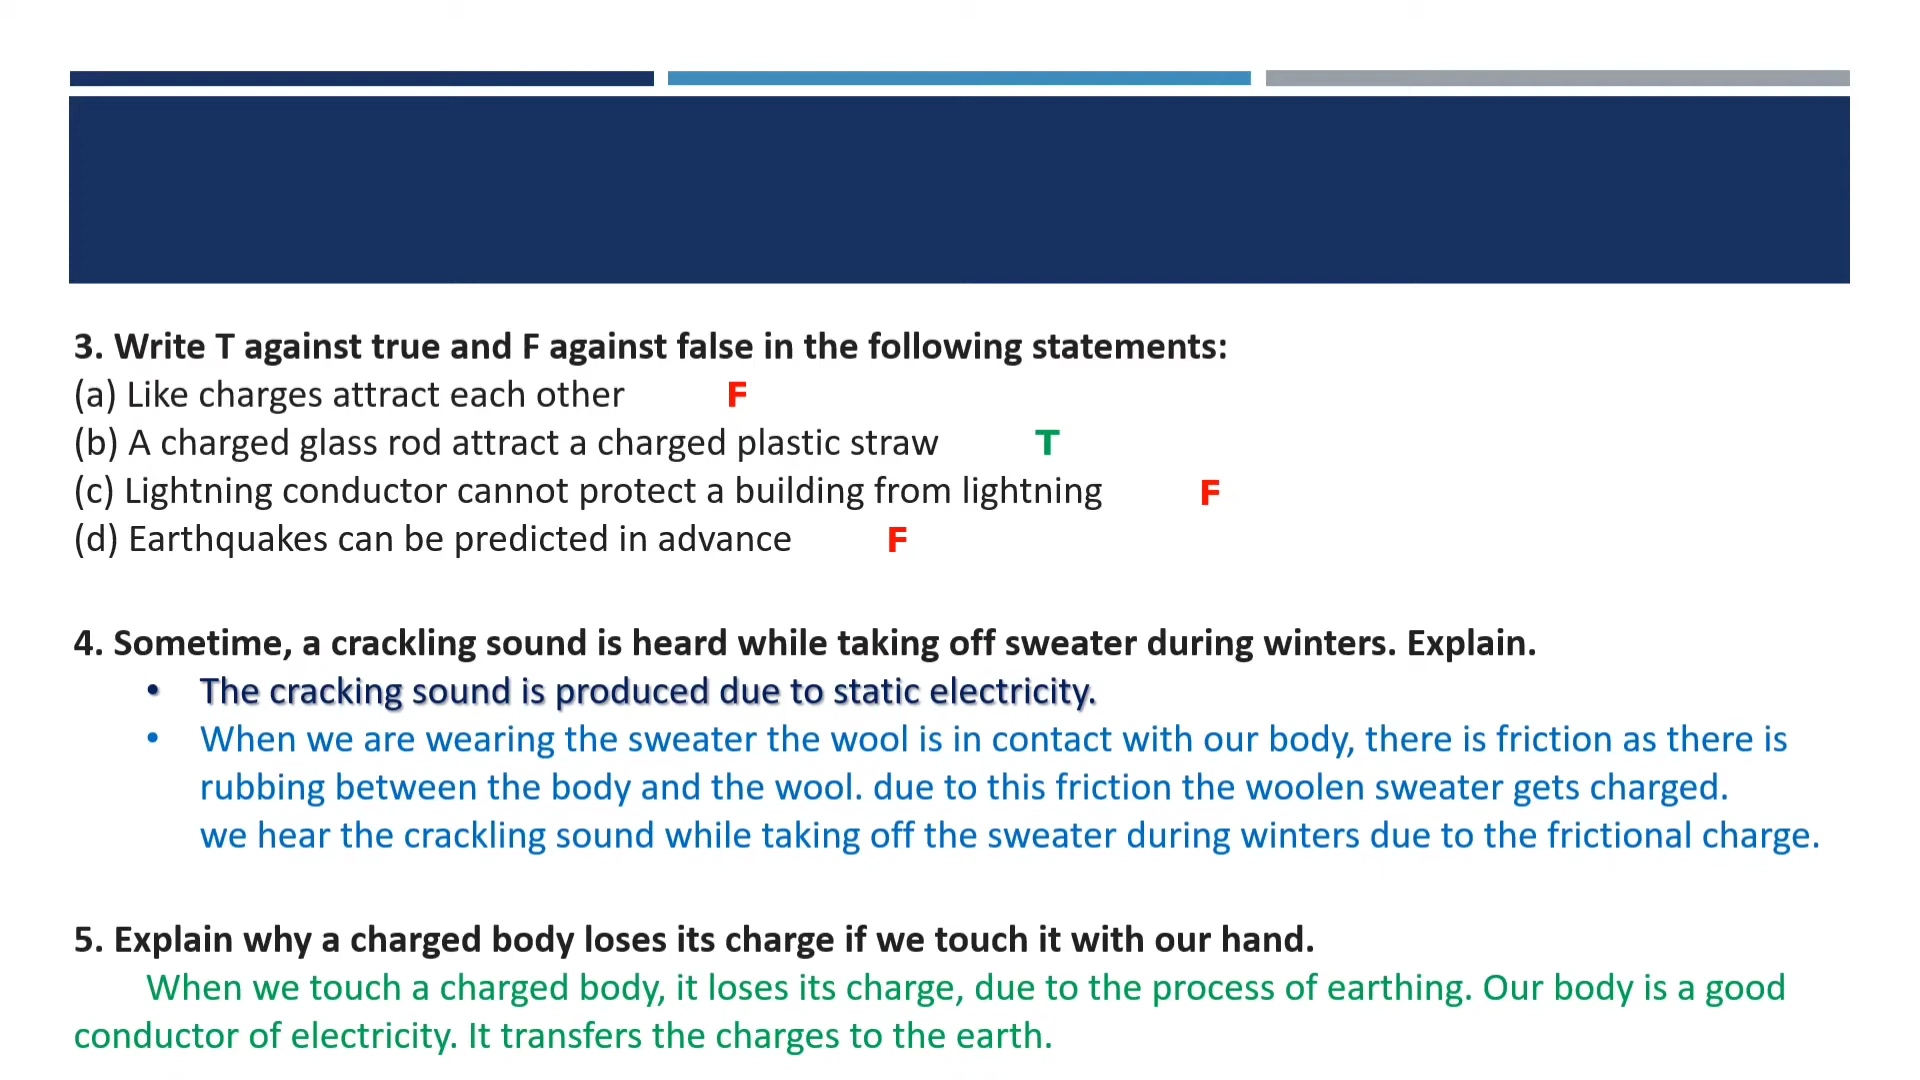 3. Write T against true and F against false in the following statements:
(a) Like charges attract each other F
(b) A charged glass rod attract a charged plastic straw T
(c) Lightning conductor cannot protect a building from lightning F
(d) Earthquakes can be predicted in advance F
4. Sometime, a crackling sound is heard while taking off sweater during winters. Explain.
• The cracking sound is produced due to static electricity.
• When we are wearing the sweater the wool is in contact with our body, there is friction as there is
rubbing between the body and the wool. due to this friction the woolen sweater gets charged.
we hear the crackling sound while taking off the sweater during winters due to the frictional charge.
5. Explain why a charged body loses its charge if we touch it with our hand.
When we touch a charged body, it loses its charge, due to the process of earthing. Our body is a good
conductor of electricity. It transfers the charges to the earth.